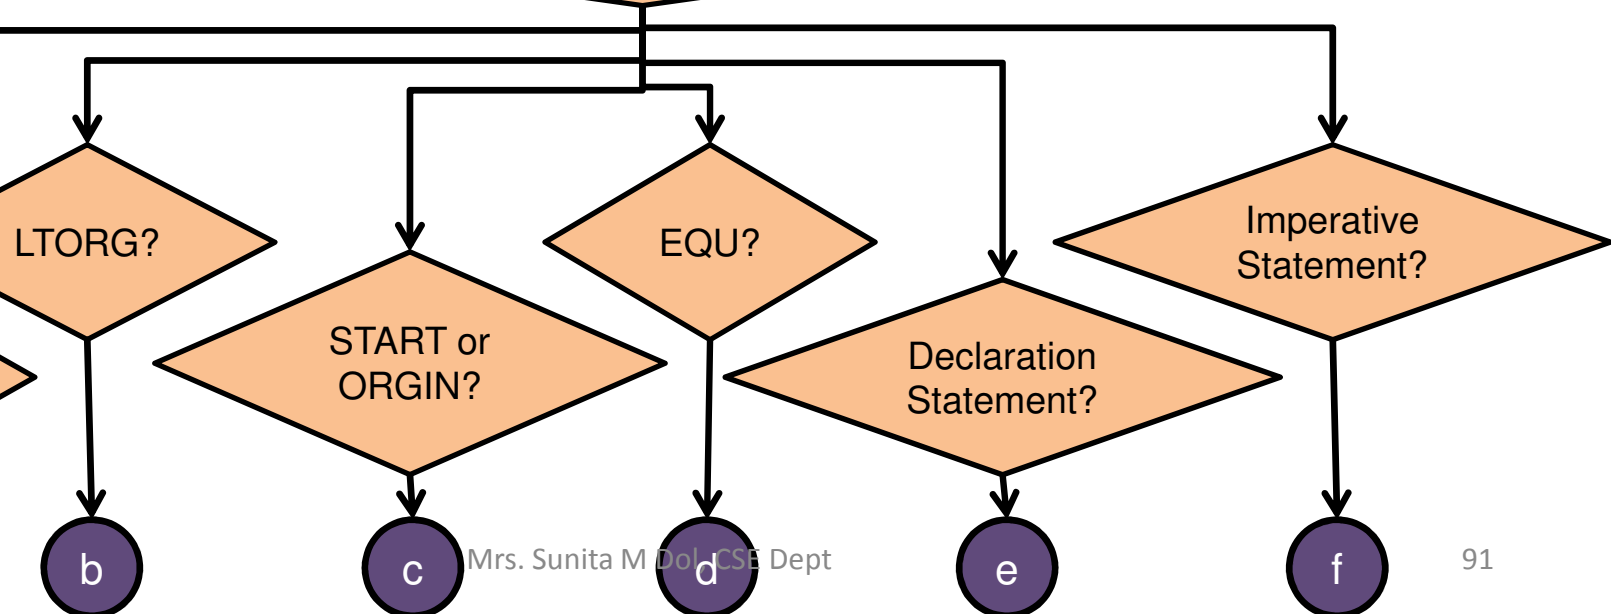 LTORG?
START or
ORGIN?
EQU?
Declaration
Statement?
Imperative
Statement?
b
c
d
e
f
Mrs. Sunita M Dol, CSE Dept
91